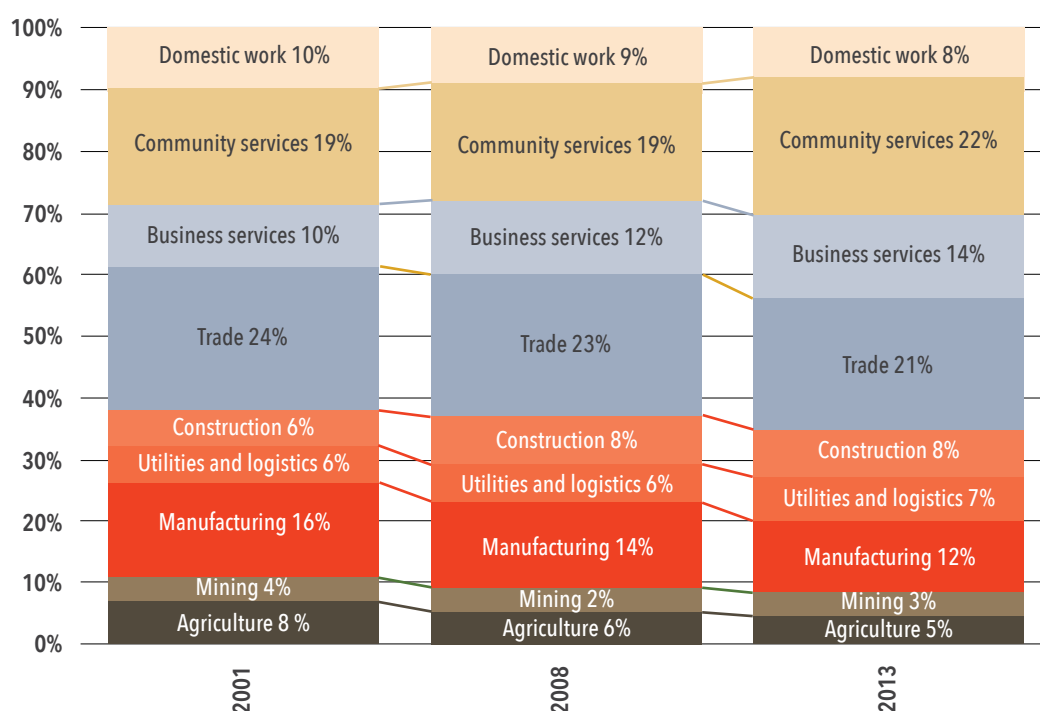 100%
90%
80%
70%
60%
50%
40%
30%
20%
10%
0%
Domestic work 10%
Community services 19%
Business services 10%
Trade 24%
Construction 6%
Utilities and logistics 6%
Manufacturing 16%
Mining 4%
Agriculture 8 %
Domestic work 9%
Community services 19%
Business services 12%
Trade 23%
Construction 8%
Utilities and logistics 6%
Manufacturing 14%
Mining 2%
Agriculture 6%
Domestic work 8%
Community services 22%
Business services 14%
Trade 21%
Construction 8%
Utilities and logistics 7%
Manufacturing 12%
Mining 3%
Agriculture 5%
2001
2008
2013